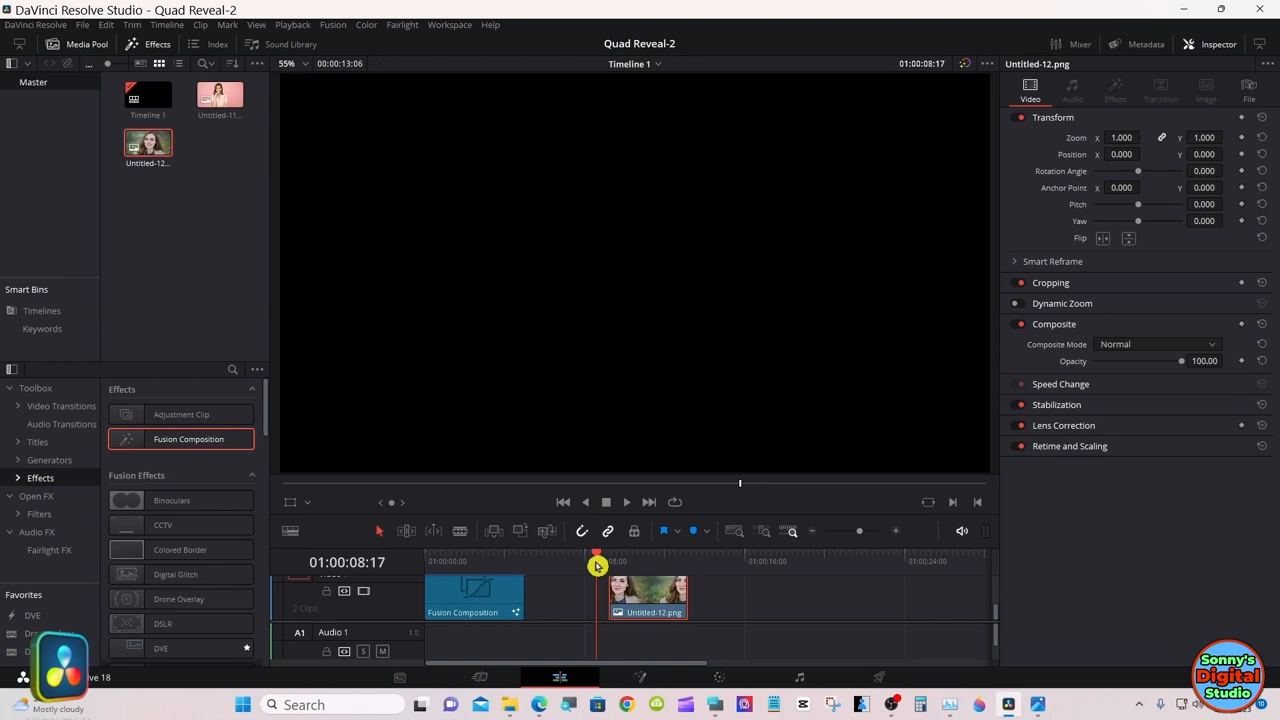 DaVinci Resolve Studio - Quad Reveal-2
DaVinci Resolve File Edit Trim Timeline Clip Mark View Playback Fusion Color Fairlight Workspace Help
Media Pool Effects Index Sound Library Quad Reveal-2 Mixer Metadata Inspector
... 55% 00:00:13:06 Timeline 1 01:00:08:17 Untitled-12.png
Master
Timeline 1 Untitled-11...
Untitled-12...
Video Audio Effects Transition Image File
Transform
Zoom X 1.000 Y 1.000
Position X 0.000 Y 0.000
Rotation Angle 0.000
Anchor Point X 0.000 Y 0.000
Pitch 0.000
Yaw 0.000
Flip
Smart Reframe
Cropping
Dynamic Zoom
Composite
Composite Mode Normal
Opacity 100.00
Speed Change
Stabilization
Lens Correction
Retime and Scaling
Smart Bins
Timelines
Keywords
Toolbox
Video Transitions
Audio Transitions
Titles
Generators
Effects
Open FX
Filters
Audio FX
Fairlight FX
Favorites
DVE
Effects
Adjustment Clip
Fusion Composition
Fusion Effects
Binoculars
CCTV
Colored Border
Digital Glitch
Drone Overlay
DSLR
DVE
01:00:08:17
01:00:00:00 08:00 01:00:16:00 01:00:24:00
2 Clips
Fusion Composition Untitled-12.png
A1 Audio 1 1.0
S M
Sonny's
Digital
Studio
Mostly cloudy
Search